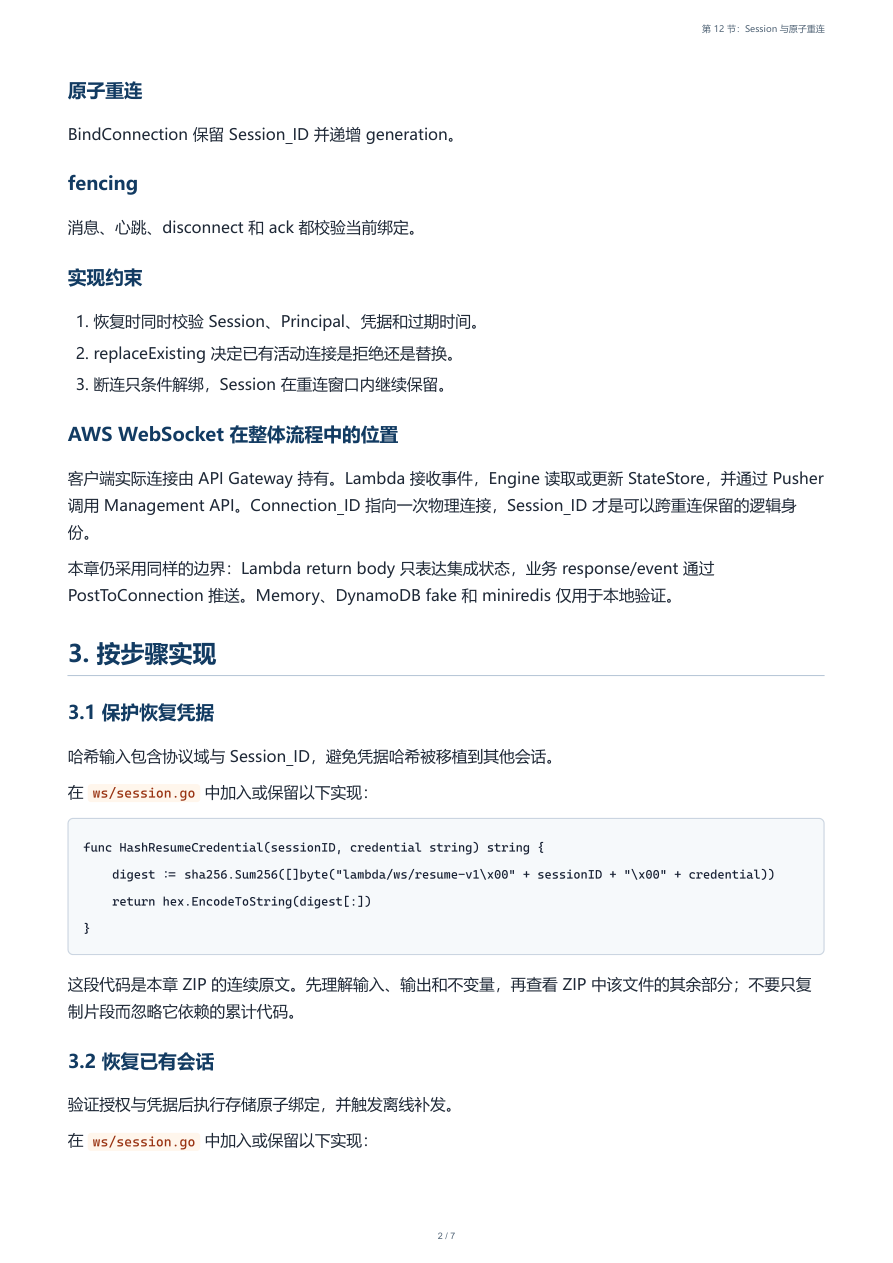 第 12 节：Session 与原子重连
原子重连
BindConnection 保留 Session_ID 并递增 generation。
fencing
消息、心跳、disconnect 和 ack 都校验当前绑定。
实现约束
1. 恢复时同时校验 Session、Principal、凭据和过期时间。
2. replaceExisting 决定已有活动连接是拒绝还是替换。
3. 断连只条件解绑，Session 在重连窗口内继续保留。
AWS WebSocket 在整体流程中的位置
客户端实际连接由 API Gateway 持有。Lambda 接收事件，Engine 读取或更新 StateStore，并通过 Pusher
调用 Management API。Connection_ID 指向一次物理连接，Session_ID 才是可以跨重连保留的逻辑身
份。
本章仍采用同样的边界：Lambda return body 只表达集成状态，业务 response/event 通过
PostToConnection 推送。Memory、DynamoDB fake 和 miniredis 仅用于本地验证。
3. 按步骤实现
3.1 保护恢复凭据
哈希输入包含协议域与 Session_ID，避免凭据哈希被移植到其他会话。
在 ws/session.go 中加入或保留以下实现：
func HashResumeCredential(sessionID, credential string) string {
    digest := sha256.Sum256([]byte("lambda/ws/resume-v1\x00" + sessionID + "\x00" + credential))
    return hex.EncodeToString(digest[:])
}
这段代码是本章 ZIP 的连续原文。先理解输入、输出和不变量，再查看 ZIP 中该文件的其余部分；不要只复
制片段而忽略它依赖的累计代码。
3.2 恢复已有会话
验证授权与凭据后执行存储原子绑定，并触发离线补发。
在 ws/session.go 中加入或保留以下实现：
2 / 7